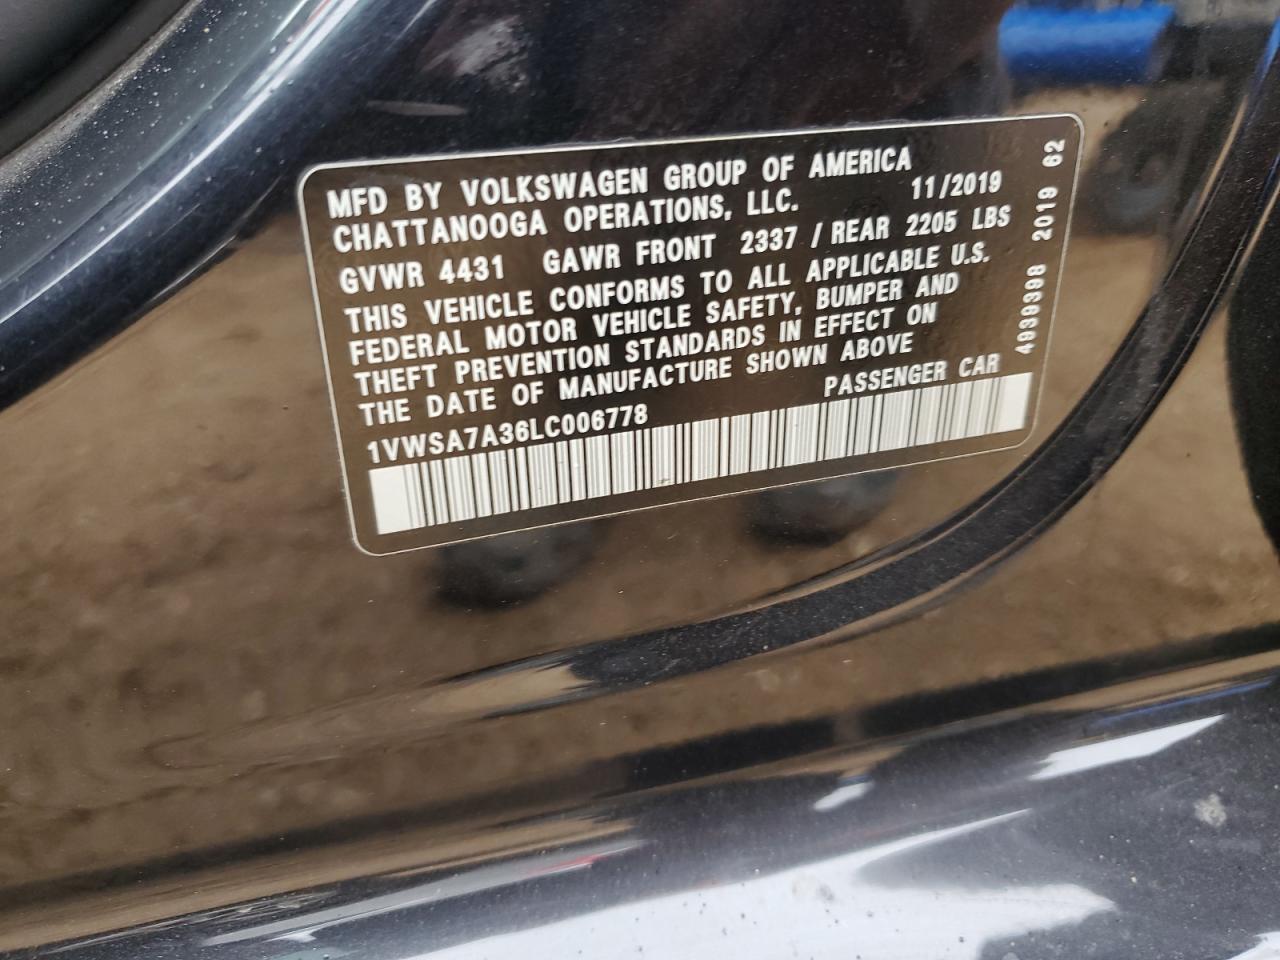 MFD BY VOLKSWAGEN GROUP OF AMERICA
CHATTANOOGA OPERATIONS, LLC. 11/2019
GVWR 4431 GAWR FRONT 2337 / REAR 2205 LBS
THIS VEHICLE CONFORMS TO ALL APPLICABLE U.S.
FEDERAL MOTOR VEHICLE SAFETY, BUMPER AND
THEFT PREVENTION STANDARDS IN EFFECT ON
THE DATE OF MANUFACTURE SHOWN ABOVE
1VWSA7A36LC006778 PASSENGER CAR
4939398 2019 62